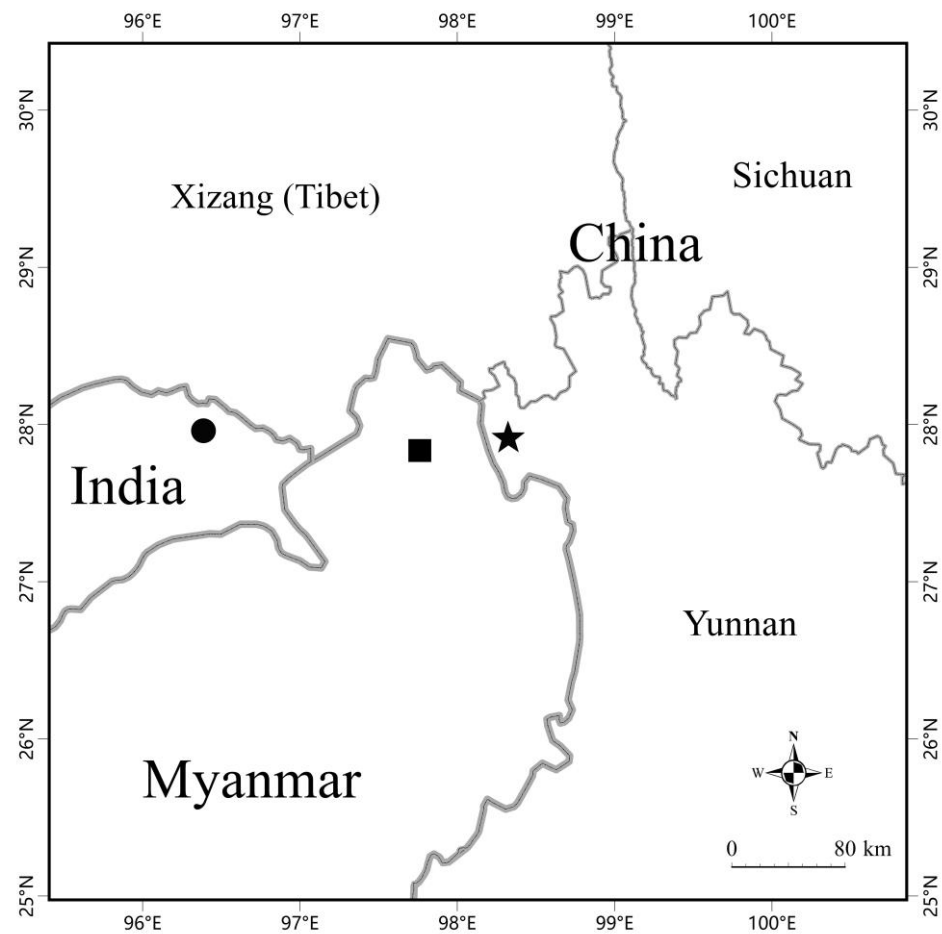 96°E 97°E 98°E 99°E 100°E
30°N 30°N
Sichuan
Xizang (Tibet)
China
29°N 29°N
28°N 28°N
India
27°N 27°N
Yunnan
26°N 26°N
Myanmar
N
W E
S
0 80 km
25°N 25°N
96°E 97°E 98°E 99°E 100°E